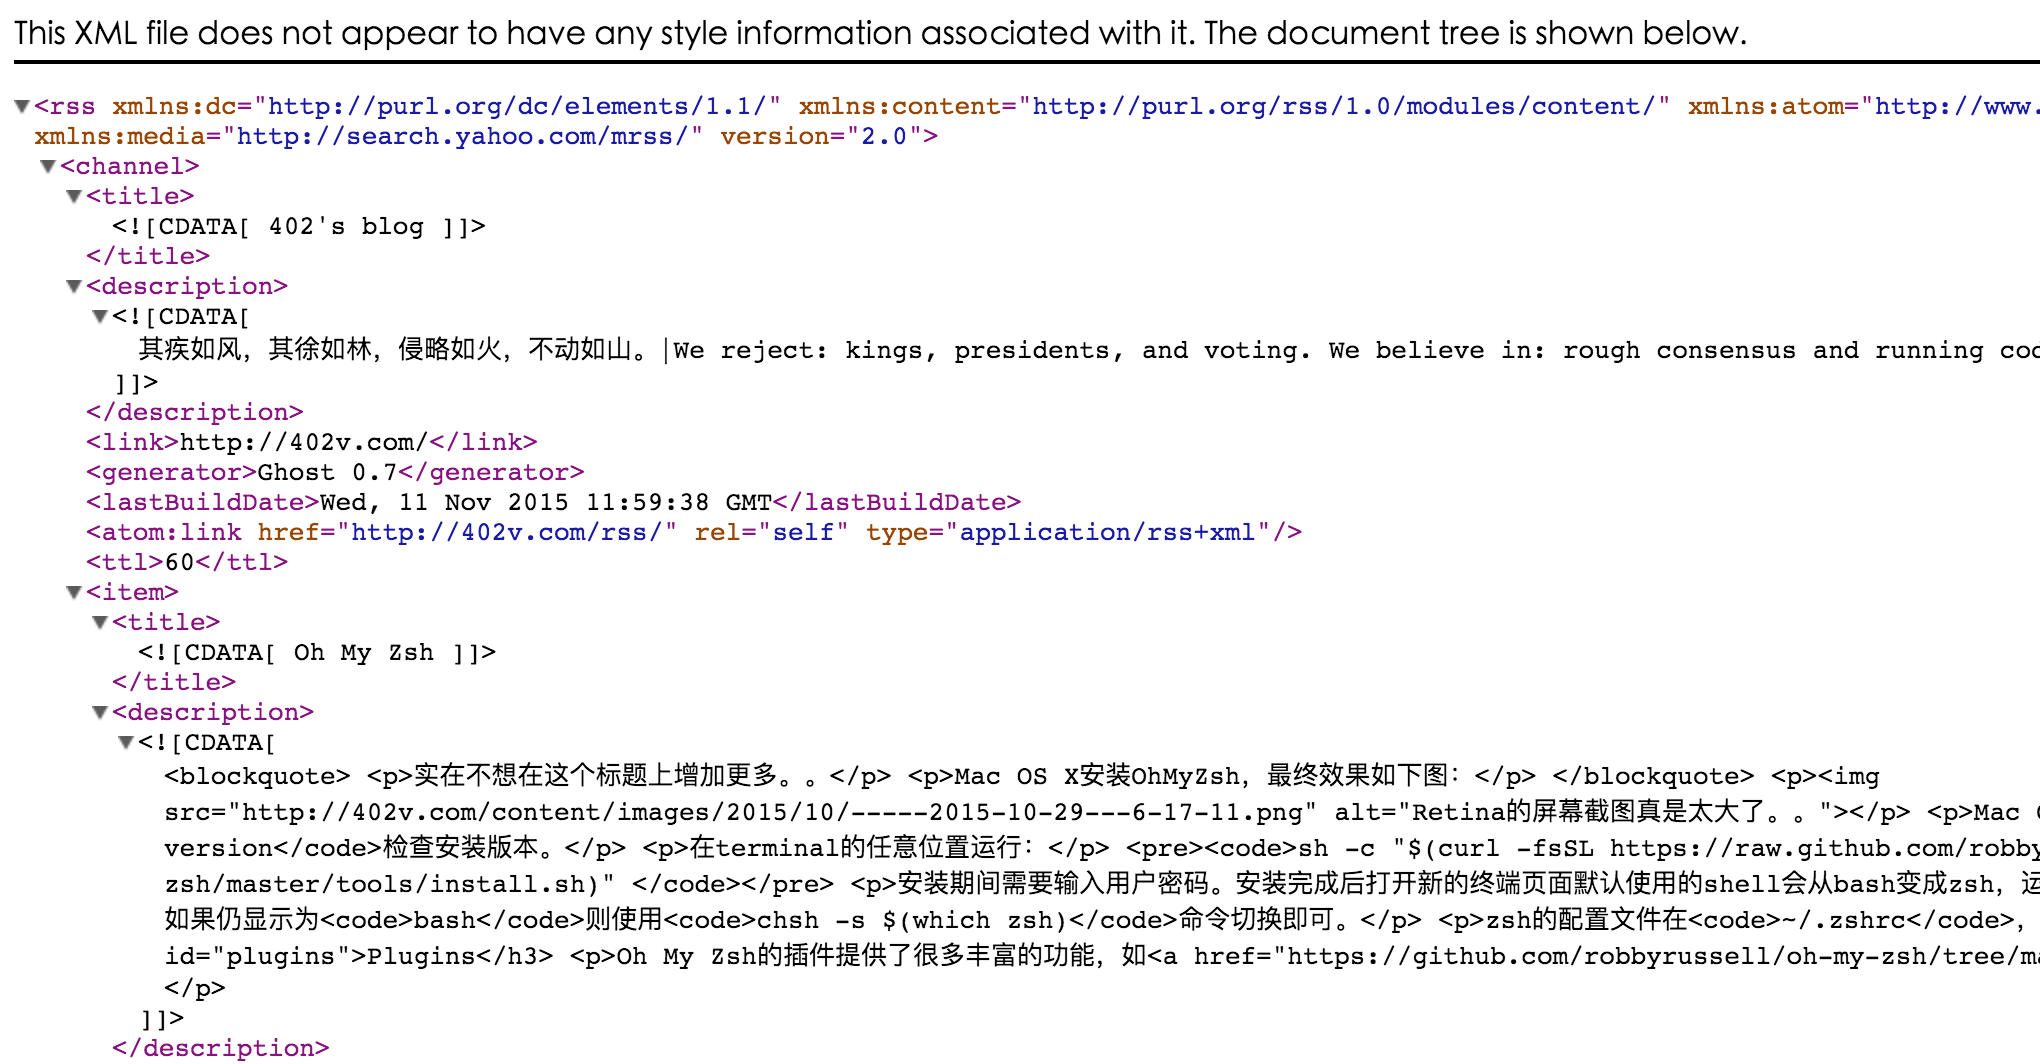 This XML file does not appear to have any style information associated with it. The document tree is shown below.
▼<rss xmlns:dc="http://purl.org/dc/elements/1.1/" xmlns:content="http://purl.org/rss/1.0/modules/content/" xmlns:atom="http://www.
xmlns:media="http://search.yahoo.com/mrss/" version="2.0">
▼<channel>
▼<title>
<![CDATA[ 402's blog ]]>
</title>
▼<description>
▼<![CDATA[
其疾如风，其徐如林，侵略如火，不动如山。|We reject: kings, presidents, and voting. We believe in: rough consensus and running cod
]]>
</description>
<link>http://402v.com/</link>
<generator>Ghost 0.7</generator>
<lastBuildDate>Wed, 11 Nov 2015 11:59:38 GMT</lastBuildDate>
<atom:link href="http://402v.com/rss/" rel="self" type="application/rss+xml"/>
<ttl>60</ttl>
▼<item>
▼<title>
<![CDATA[ Oh My Zsh ]]>
</title>
▼<description>
▼<![CDATA[
<blockquote> <p>实在不想在这个标题上增加更多。。</p> <p>Mac OS X安装OhMyZsh，最终效果如下图：</p> </blockquote> <p><img
src="http://402v.com/content/images/2015/10/-----2015-10-29---6-17-11.png" alt="Retina的屏幕截图真是太大了。。"></p> <p>Mac
version</code>检查安装版本。</p> <p>在terminal的任意位置运行：</p> <pre><code>sh -c "$(curl -fsSL https://raw.github.com/robby
zsh/master/tools/install.sh)" </code></pre> <p>安装期间需要输入用户密码。安装完成后打开新的终端页面默认使用的shell会从bash变成zsh，运
如果仍显示为<code>bash</code>则使用<code>chsh -s $(which zsh)</code>命令切换即可。</p> <p>zsh的配置文件在<code>~/.zshrc</code>，
id="plugins">Plugins</h3> <p>Oh My Zsh的插件提供了很多丰富的功能，如<a href="https://github.com/robbyrussell/oh-my-zsh/tree/ma
</p>
]]>
</description>